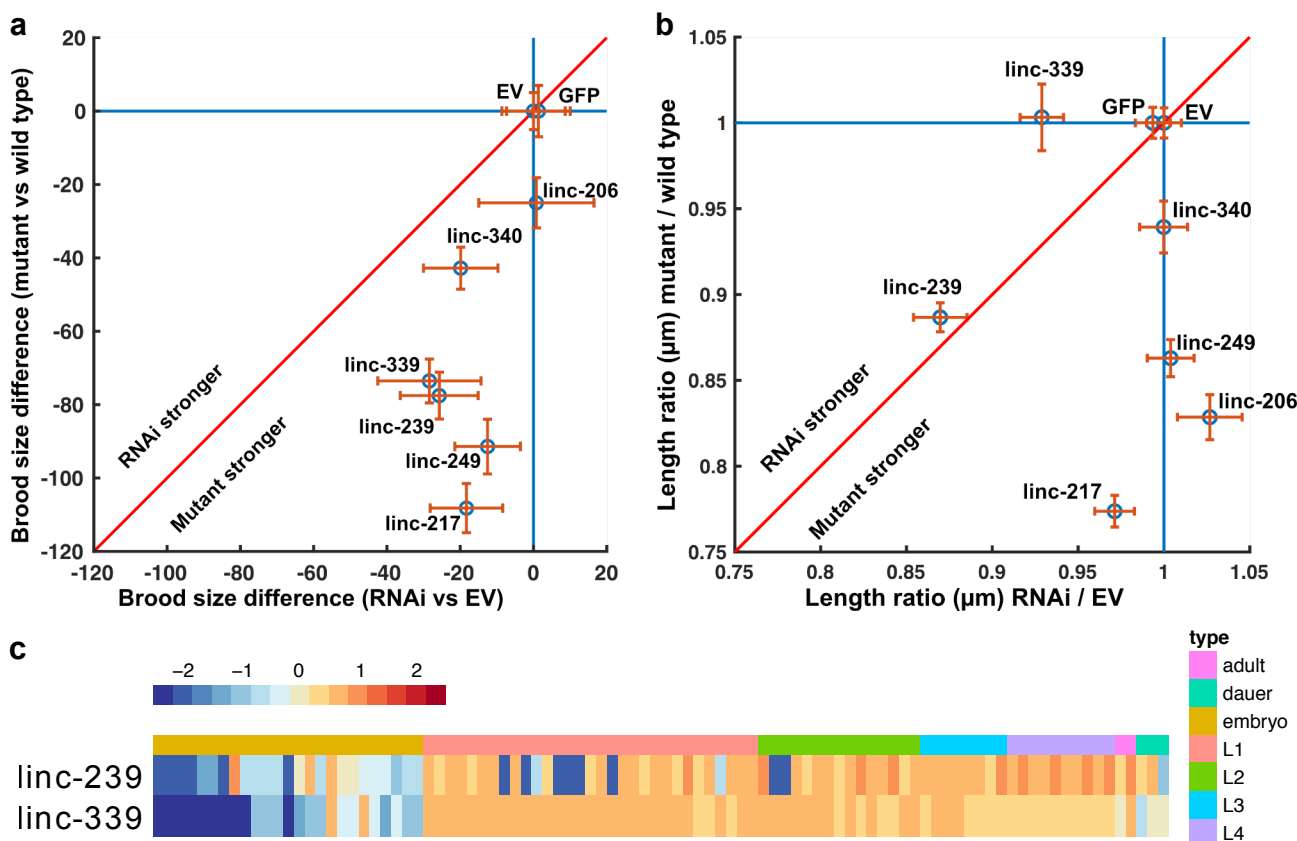 a
20
0
-20
-40
-60
-80
-100
-120
Brood size difference (mutant vs wild type)
EV
GFP
linc-206
linc-340
linc-339
linc-239
linc-249
linc-217
RNAi stronger
Mutant stronger
-120 -100 -80 -60 -40 -20 0 20
Brood size difference (RNAi vs EV)
b
1.05
1
0.95
0.9
0.85
0.8
0.75
Length ratio (µm) mutant / wild type
linc-339
GFP
EV
linc-340
linc-239
linc-249
linc-206
linc-217
RNAi stronger
Mutant stronger
0.75 0.8 0.85 0.9 0.95 1 1.05
Length ratio (µm) RNAi / EV
c
−2 −1 0 1 2
linc-239
linc-339
type
adult
dauer
embryo
L1
L2
L3
L4